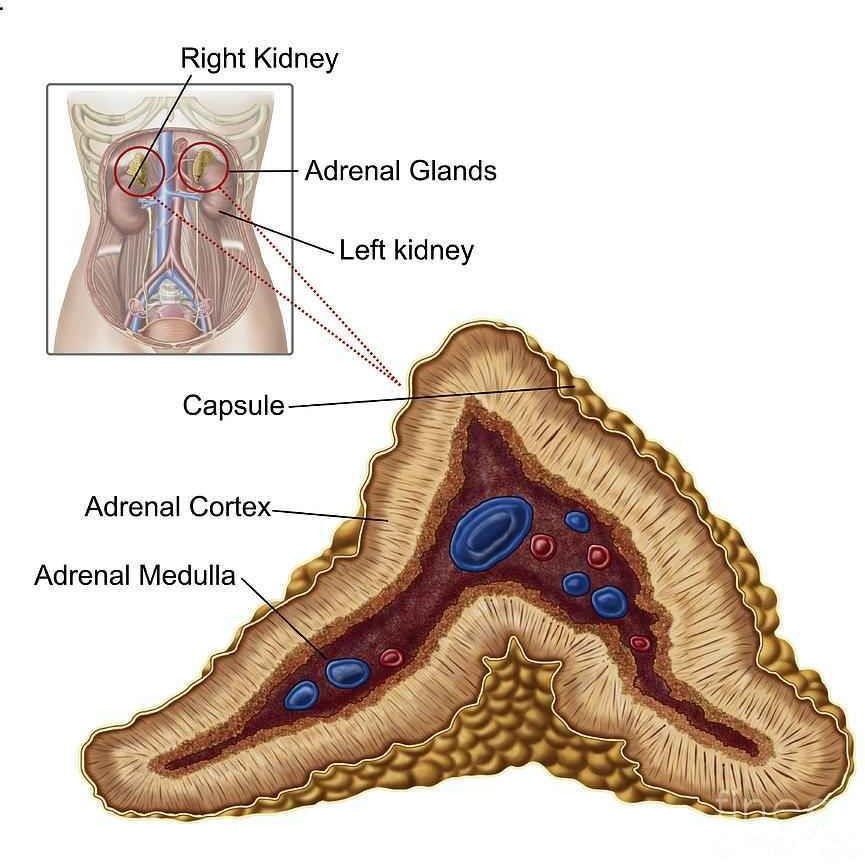 Right Kidney
Adrenal Glands
Left kidney
Capsule
Adrenal Cortex
Adrenal Medulla